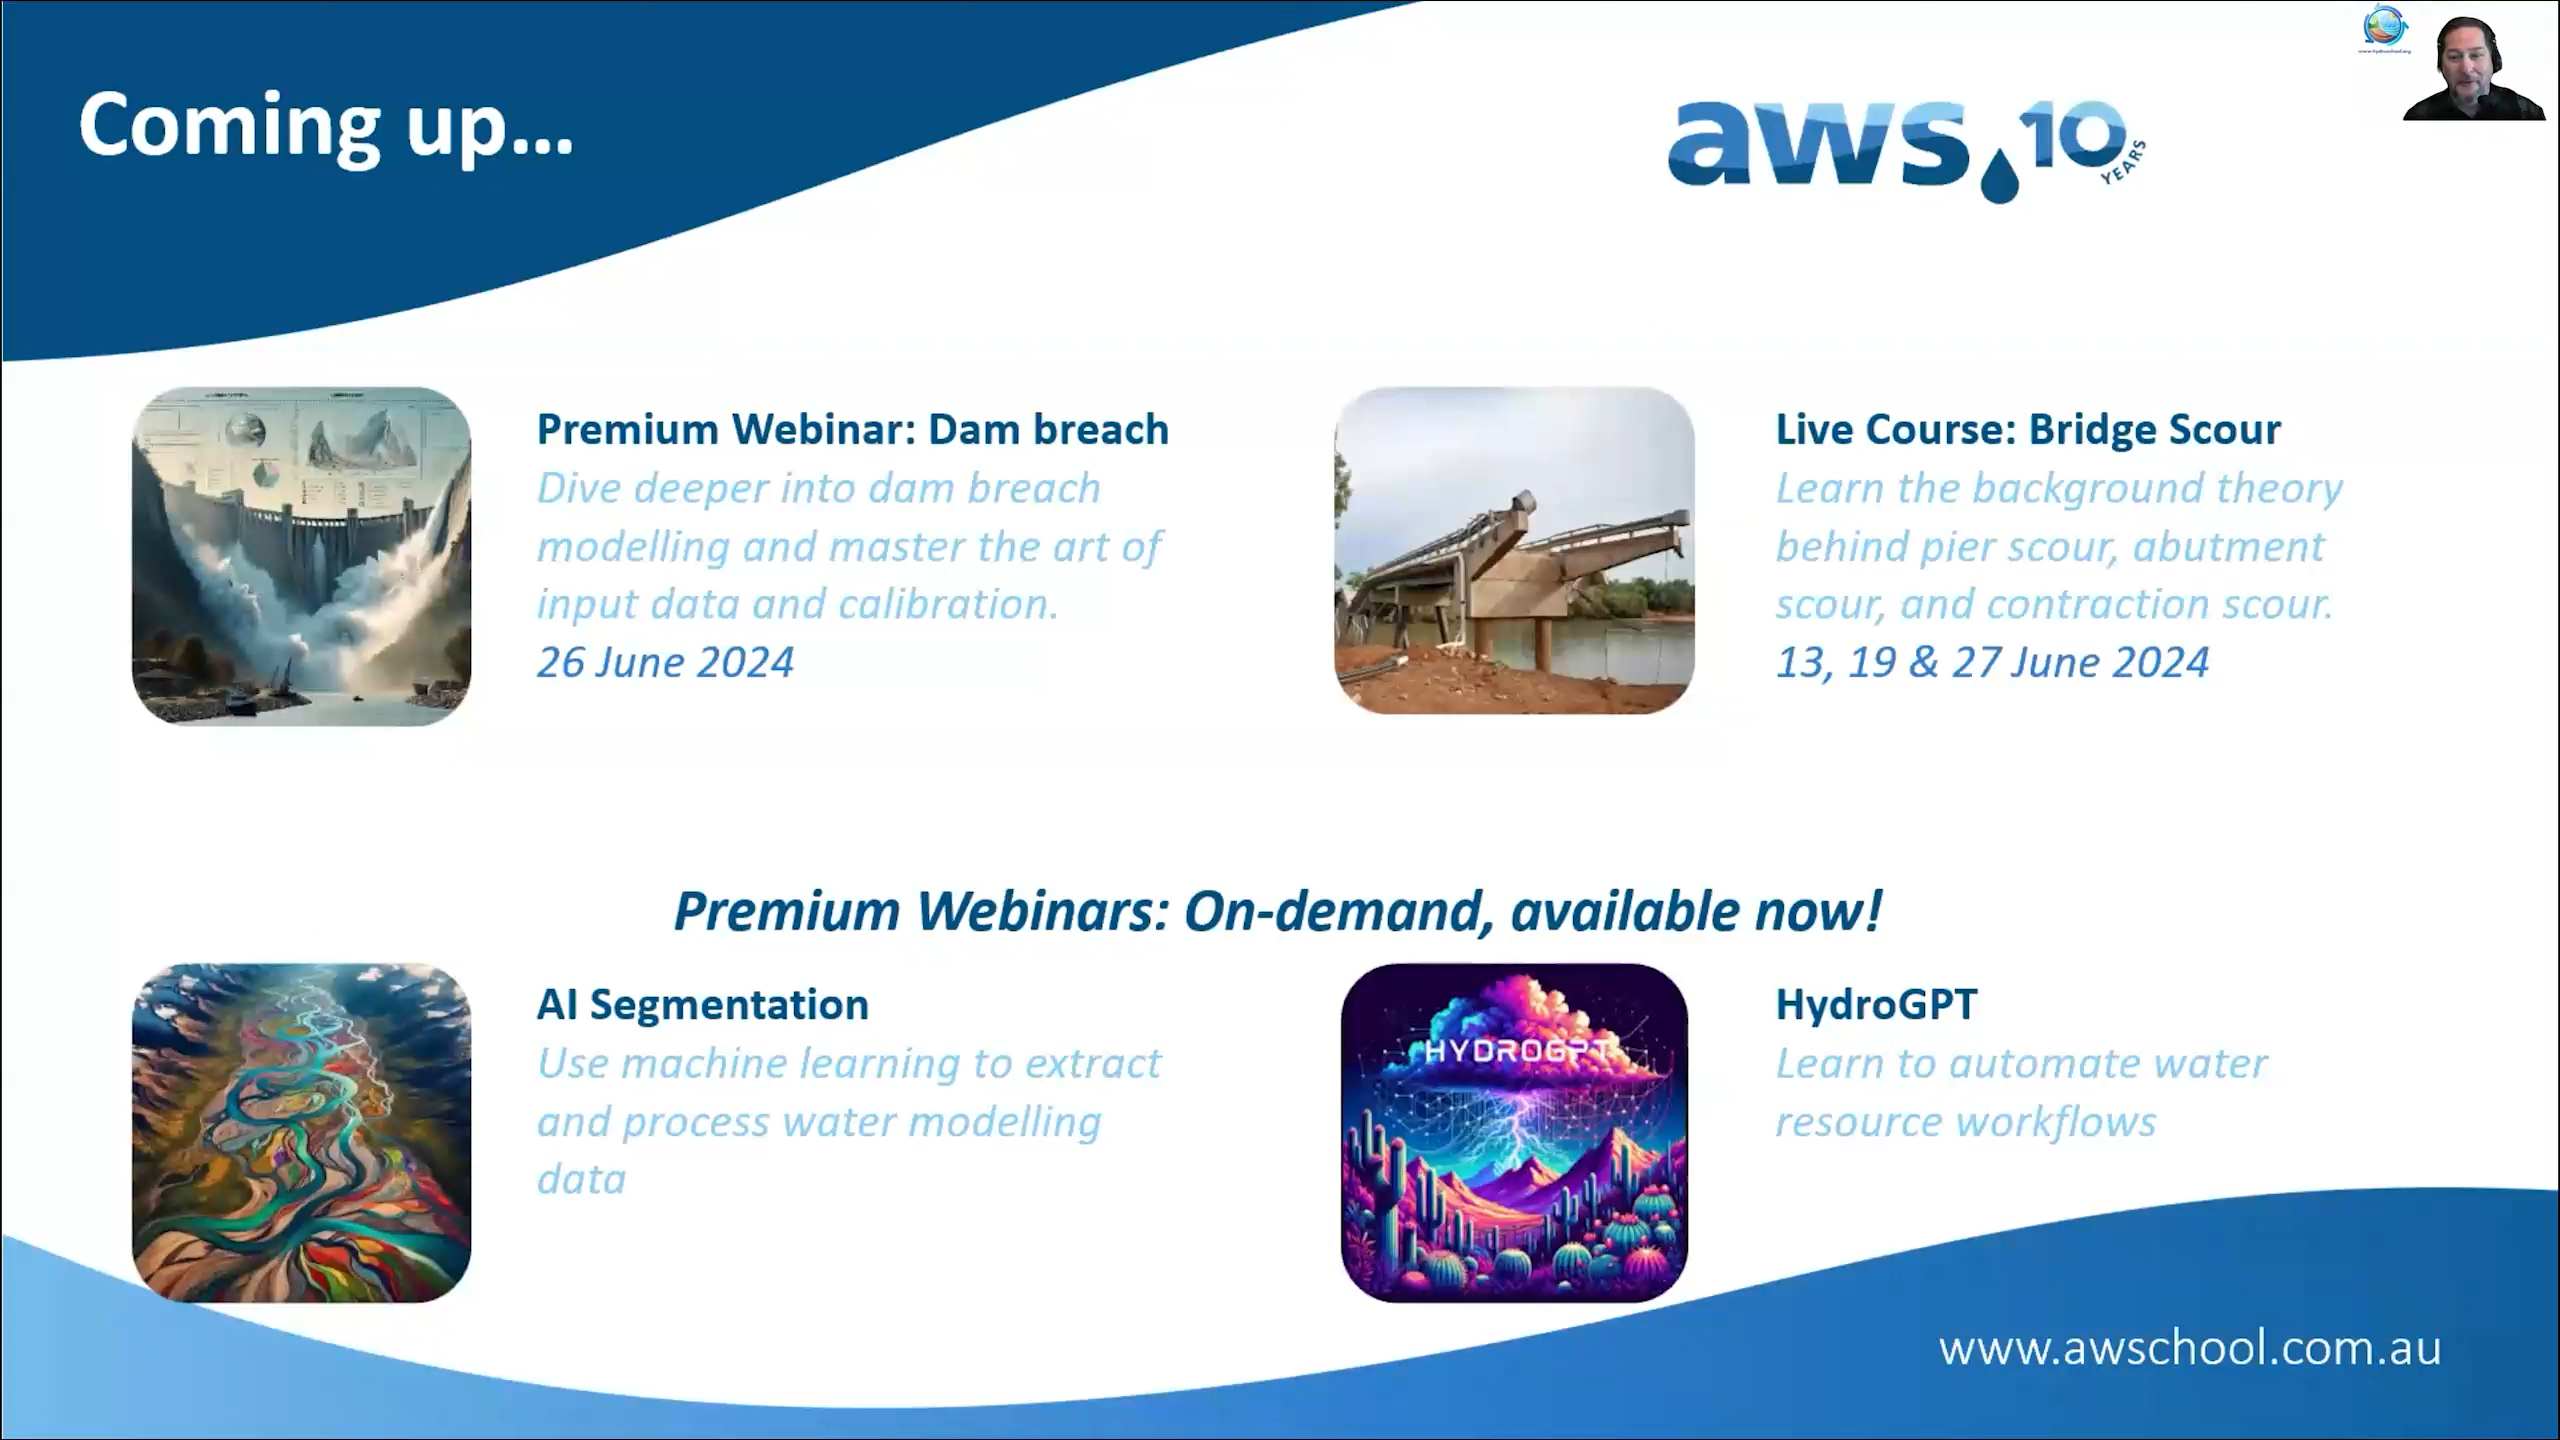 Coming up...
aws 10 YEARS
www.hydroschool.org
Premium Webinar: Dam breach
Dive deeper into dam breach
modelling and master the art of
input data and calibration.
26 June 2024
Live Course: Bridge Scour
Learn the background theory
behind pier scour, abutment
scour, and contraction scour.
13, 19 & 27 June 2024
Premium Webinars: On-demand, available now!
AI Segmentation
Use machine learning to extract
and process water modelling
data
HYDROGPT
HydroGPT
Learn to automate water
resource workflows
www.awschool.com.au